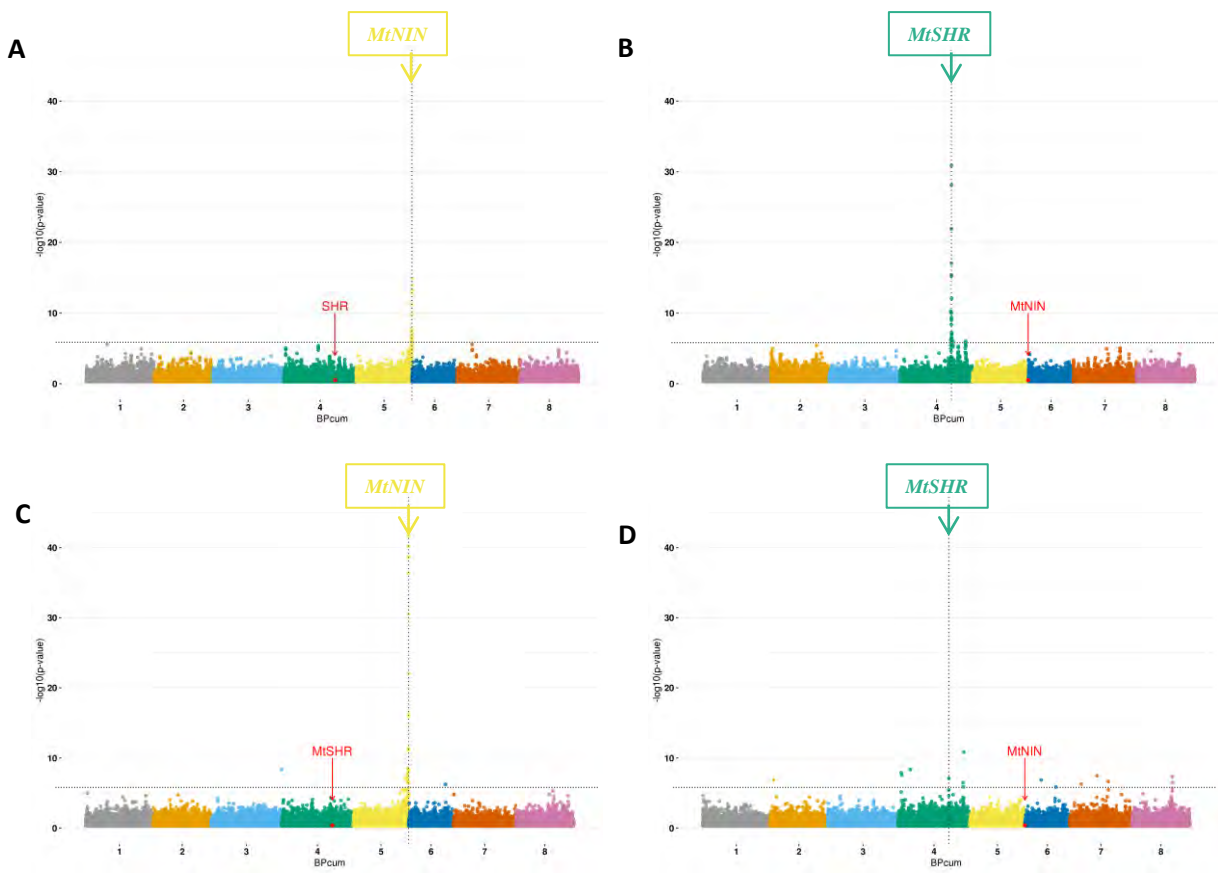 A
MtNIN
40
30
20
10
0
-log10(p-value)
SHR
1 2 3 4 5 6 7 8
BPcum
B
MtSHR
40
30
20
10
0
-log10(p-value)
MtNIN
1 2 3 4 5 6 7 8
BPcum
C
MtNIN
40
30
20
10
0
-log10(p-value)
MtSHR
1 2 3 4 5 6 7 8
BPcum
D
MtSHR
40
30
20
10
0
-log10(p-value)
MtNIN
1 2 3 4 5 6 7 8
BPcum